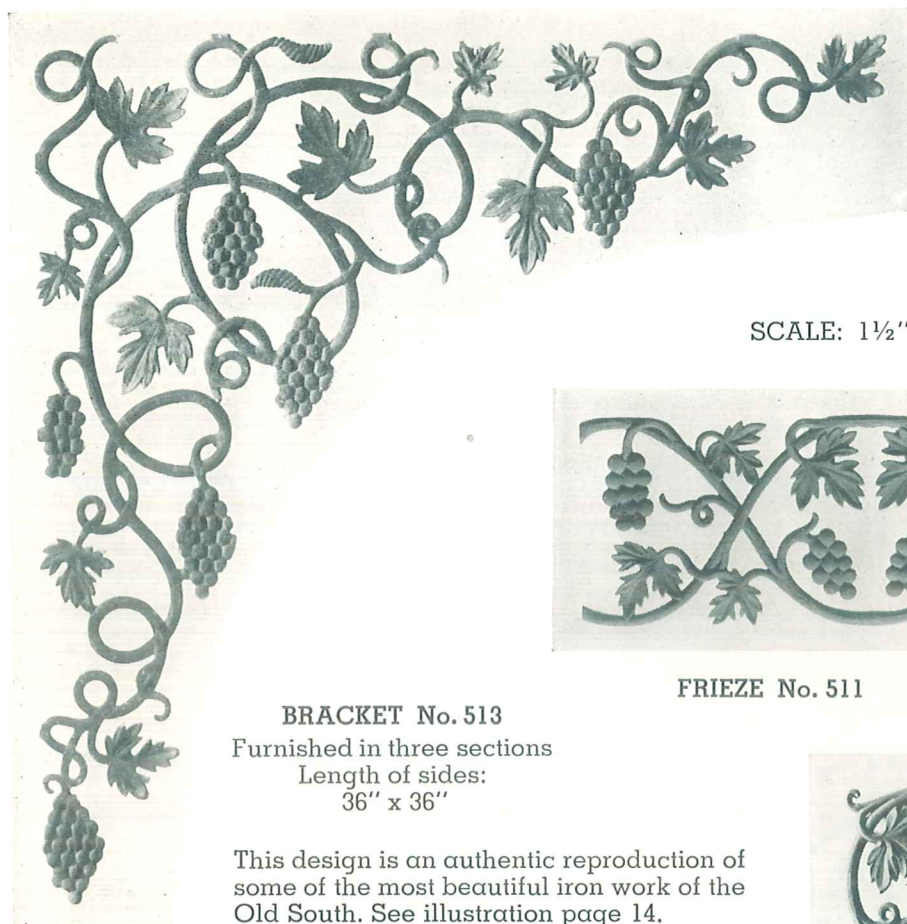 SCALE: 1½"
FRIEZE No. 511
BRACKET No. 513
Furnished in three sections
Length of sides:
36" x 36"
This design is an authentic reproduction of
some of the most beautiful iron work of the
Old South. See illustration page 14.